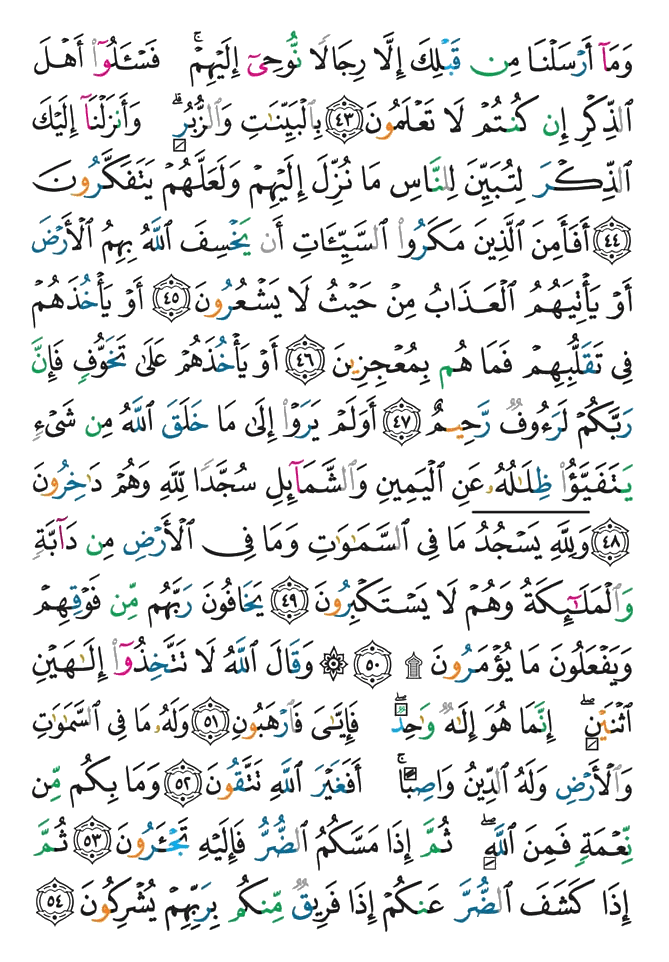 وَمَآ أَرْسَلْنَا مِن قَبْلِكَ إِلَّا رِجَالًا نُّوحِىٓ إِلَيْهِمْ ۚ فَسْـَٔلُوٓا۟ أَهْلَ
ٱلذِّكْرِ إِن كُنتُمْ لَا تَعْلَمُونَ ٤٣ بِٱلْبَيِّنَـٰتِ وَٱلزُّبُرِ ۗ وَأَنزَلْنَآ إِلَيْكَ
ٱلذِّكْرَ لِتُبَيِّنَ لِلنَّاسِ مَا نُزِّلَ إِلَيْهِمْ وَلَعَلَّهُمْ يَتَفَكَّرُونَ
٤٤ أَفَأَمِنَ ٱلَّذِينَ مَكَرُوا۟ ٱلسَّيِّـَٔاتِ أَن يَخْسِفَ ٱللَّهُ بِهِمُ ٱلْأَرْضَ
أَوْ يَأْتِيَهُمُ ٱلْعَذَابُ مِنْ حَيْثُ لَا يَشْعُرُونَ ٤٥ أَوْ يَأْخُذَهُمْ
فِى تَقَلُّبِهِمْ فَمَا هُم بِمُعْجِزِينَ ٤٦ أَوْ يَأْخُذَهُمْ عَلَىٰ تَخَوُّفٍ فَإِنَّ
رَبَّكُمْ لَرَءُوفٌ رَّحِيمٌ ٤٧ أَوَلَمْ يَرَوْا۟ إِلَىٰ مَا خَلَقَ ٱللَّهُ مِن شَىْءٍ
يَتَفَيَّؤُا۟ ظِلَـٰلُهُۥ عَنِ ٱلْيَمِينِ وَٱلشَّمَآئِلِ سُجَّدًا لِّلَّهِ وَهُمْ دَٰخِرُونَ
٤٨ وَلِلَّهِ يَسْجُدُ مَا فِى ٱلسَّمَـٰوَٰتِ وَمَا فِى ٱلْأَرْضِ مِن دَآبَّةٍ
وَٱلْمَلَـٰٓئِكَةُ وَهُمْ لَا يَسْتَكْبِرُونَ ٤٩ يَخَافُونَ رَبَّهُم مِّن فَوْقِهِمْ
وَيَفْعَلُونَ مَا يُؤْمَرُونَ ۩ ٥٠ ۞ وَقَالَ ٱللَّهُ لَا تَتَّخِذُوٓا۟ إِلَـٰهَيْنِ
ٱثْنَيْنِ ۖ إِنَّمَا هُوَ إِلَـٰهٌ وَٰحِدٌ ۖ فَإِيَّـٰىَ فَٱرْهَبُونِ ٥١ وَلَهُۥ مَا فِى ٱلسَّمَـٰوَٰتِ
وَٱلْأَرْضِ وَلَهُ ٱلدِّينُ وَاصِبًا ۚ أَفَغَيْرَ ٱللَّهِ تَتَّقُونَ ٥٢ وَمَا بِكُم مِّن
نِّعْمَةٍ فَمِنَ ٱللَّهِ ۖ ثُمَّ إِذَا مَسَّكُمُ ٱلضُّرُّ فَإِلَيْهِ تَجْـَٔرُونَ ٥٣ ثُمَّ
إِذَا كَشَفَ ٱلضُّرَّ عَنكُمْ إِذَا فَرِيقٌ مِّنكُم بِرَبِّهِمْ يُشْرِكُونَ ٥٤